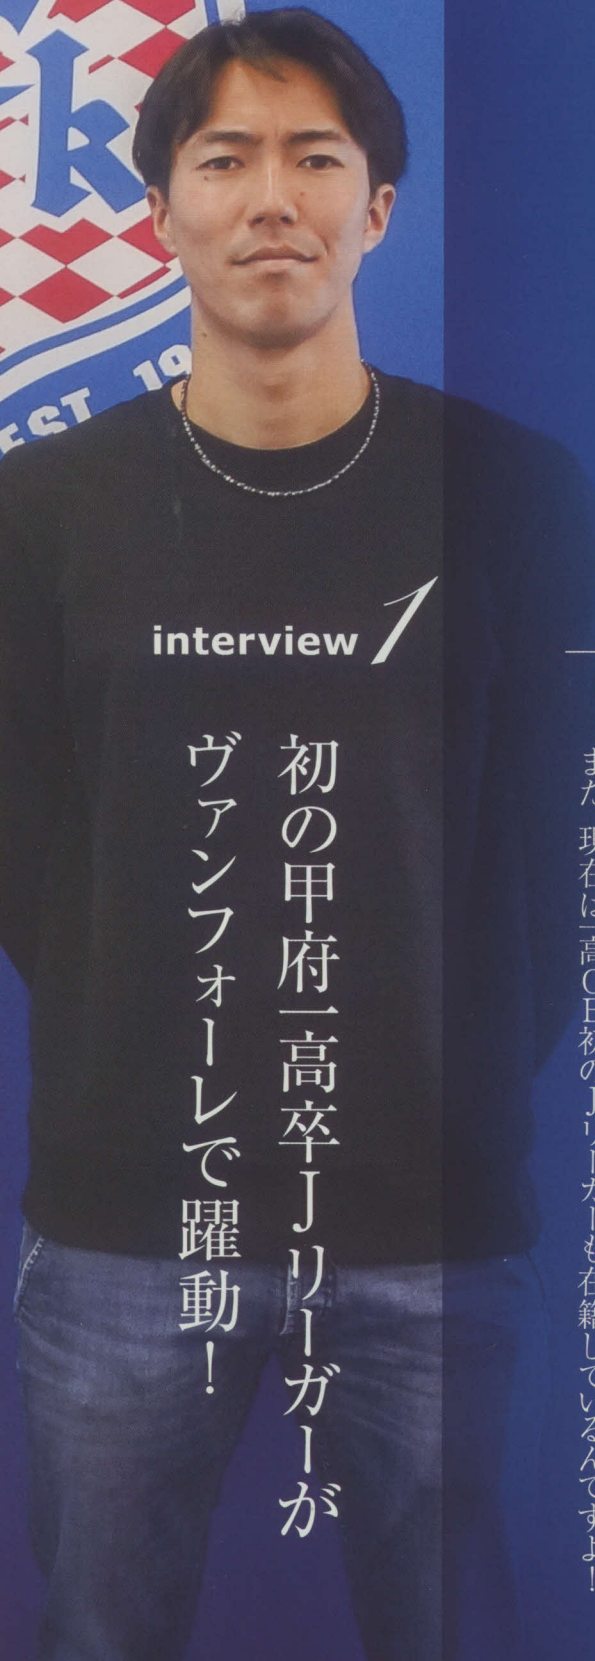 k
EST. 19
interview 1
初の甲府一高卒Jリーガーが
ヴァンフォーレで躍動！
また 現在は一高OB初のJリーガーも在籍しているんですよ！